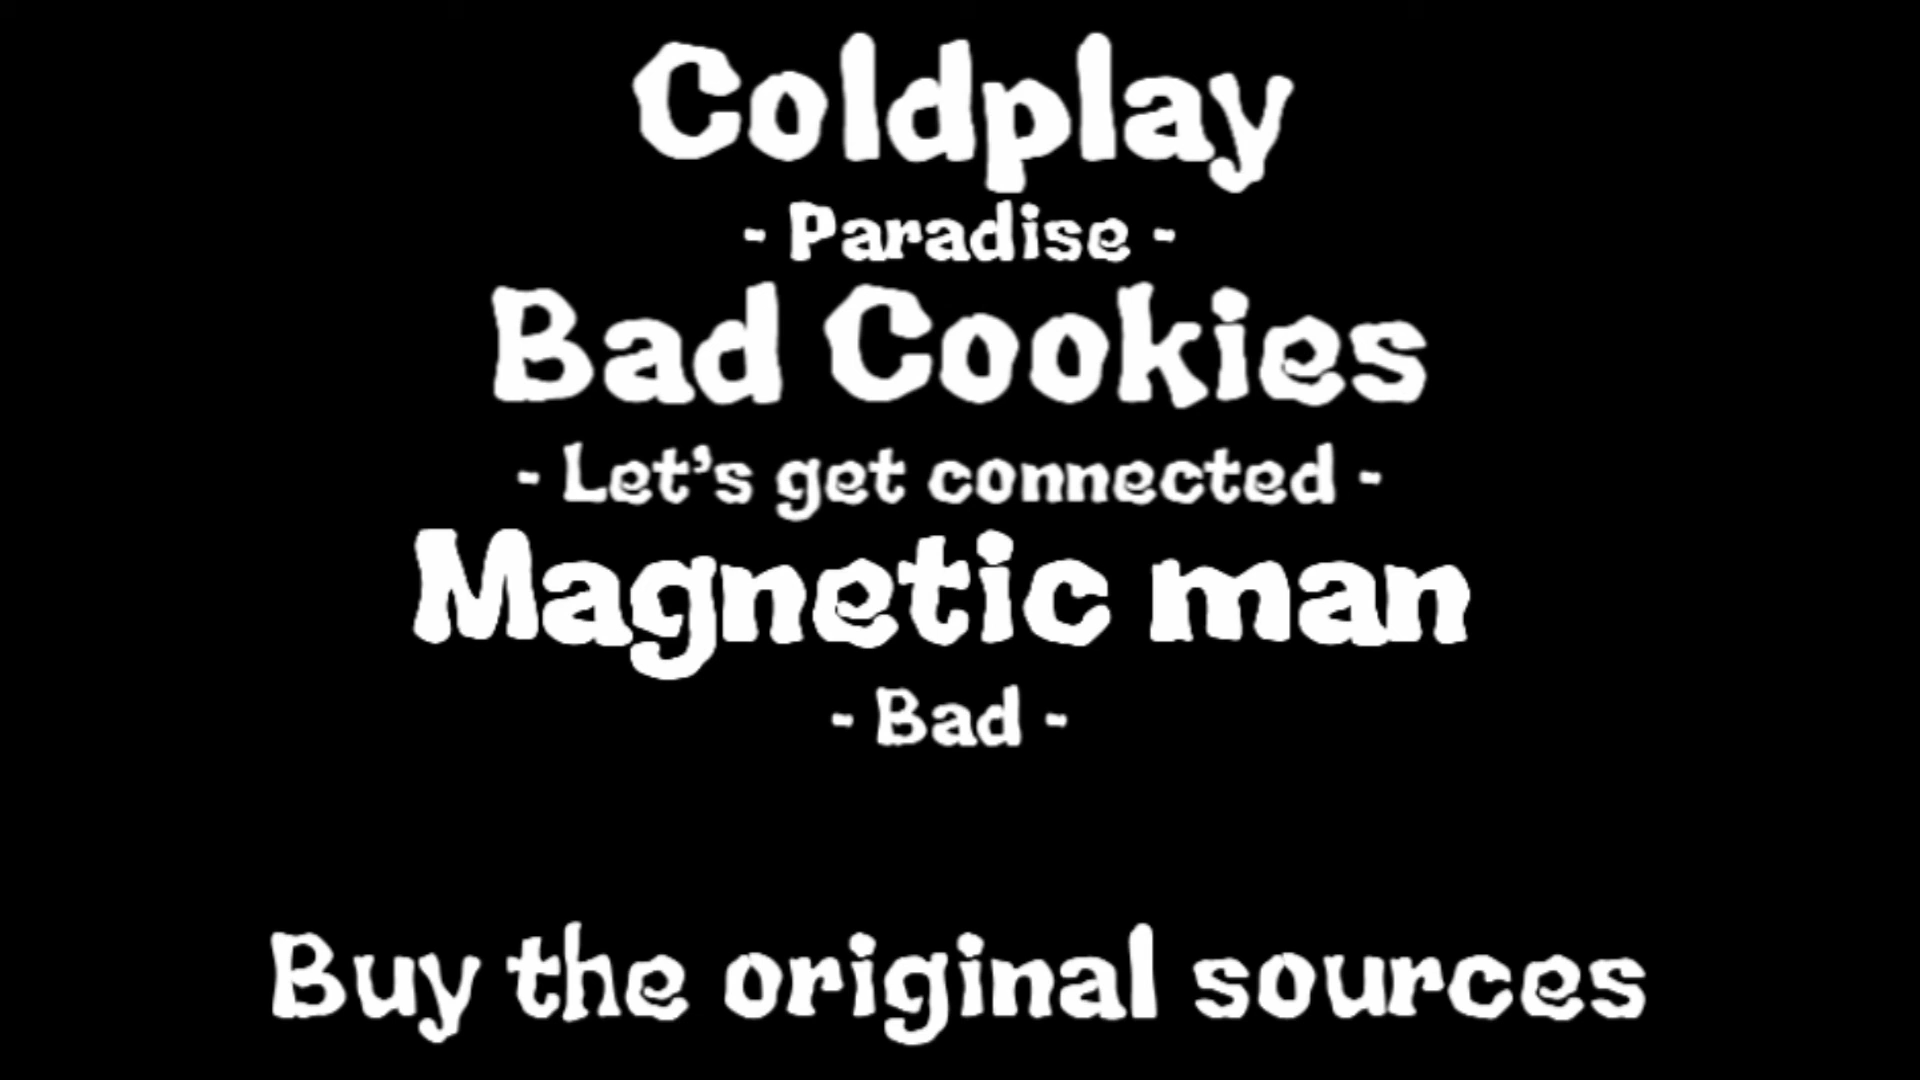 Coldplay
- Paradise -
Bad Cookies
- Let's get connected -
Magnetic man
- Bad -
Buy the original sources